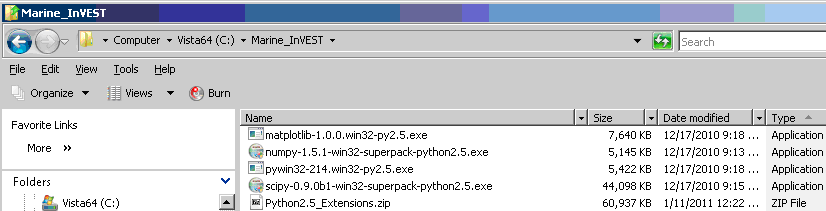 Marine_InVEST
Computer Vista64 (C:) Marine_InVEST Search
File Edit View Tools Help
Organize Views Burn
Favorite Links
More »
Folders
Vista64 (C:)
Name Size Date modified Type
matplotlib-1.0.0.win32-py2.5.exe 7,640 KB 12/17/2010 9:18 ... Application
numpy-1.5.1-win32-superpack-python2.5.exe 5,145 KB 12/17/2010 9:13 ... Application
pywin32-214.win32-py2.5.exe 5,422 KB 12/17/2010 9:18 ... Application
scipy-0.9.0b1-win32-superpack-python2.5.exe 44,098 KB 12/17/2010 9:15 ... Application
Python2.5_Extensions.zip 60,937 KB 1/11/2011 12:22 ... ZIP File